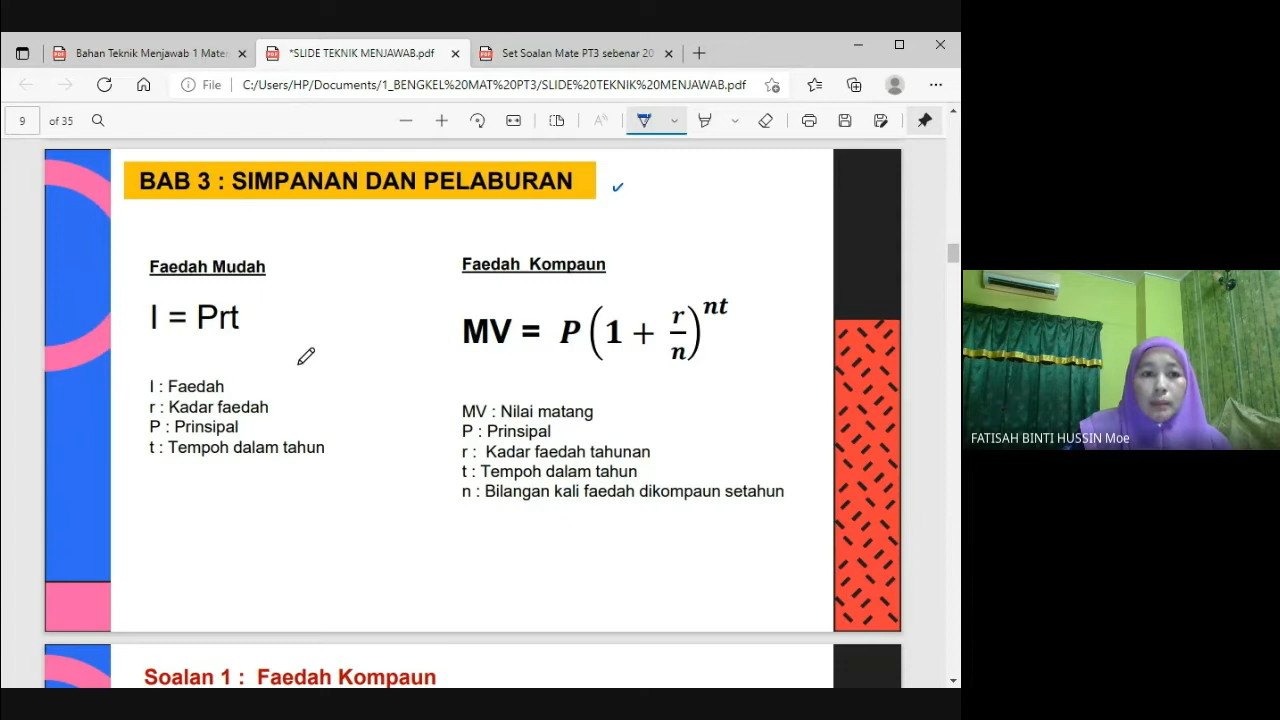 Bahan Teknik Menjawab 1 Mate
*SLIDE TEKNIK MENJAWAB.pdf
Set Soalan Mate PT3 sebenar 20
File
C:/Users/HP/Documents/1_BENGKEL%20MAT%20PT3/SLIDE%20TEKNIK%20MENJAWAB.pdf
9 of 35
BAB 3 : SIMPANAN DAN PELABURAN
Faedah Mudah
I = Prt
I : Faedah
r : Kadar faedah
P : Prinsipal
t : Tempoh dalam tahun
Faedah Kompaun
MV = P(1 + r/n)^nt
MV : Nilai matang
P : Prinsipal
r : Kadar faedah tahunan
t : Tempoh dalam tahun
n : Bilangan kali faedah dikompaun setahun
Soalan 1 : Faedah Kompaun
FATISAH BINTI HUSSIN Moe